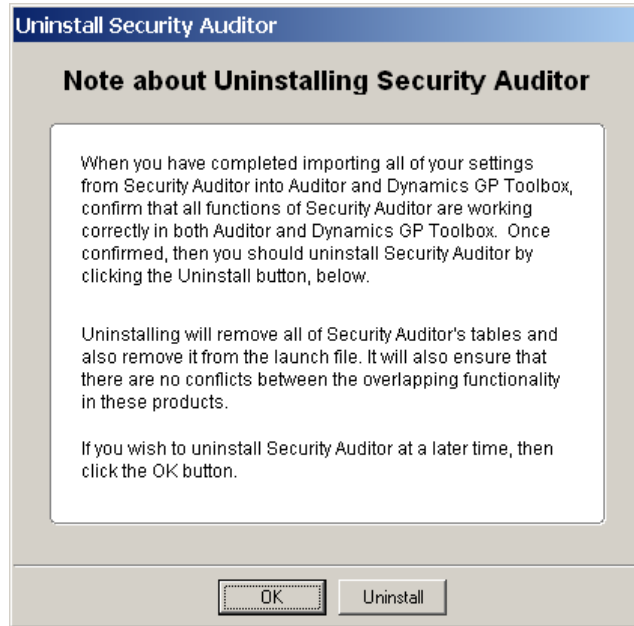 Uninstall Security Auditor
Note about Uninstalling Security Auditor
When you have completed importing all of your settings
from Security Auditor into Auditor and Dynamics GP Toolbox,
confirm that all functions of Security Auditor are working
correctly in both Auditor and Dynamics GP Toolbox.  Once
confirmed, then you should uninstall Security Auditor by
clicking the Uninstall button, below.
Uninstalling will remove all of Security Auditor's tables and
also remove it from the launch file. It will also ensure that
there are no conflicts between the overlapping functionality
in these products.
If you wish to uninstall Security Auditor at a later time, then
click the OK button.
OK
Uninstall